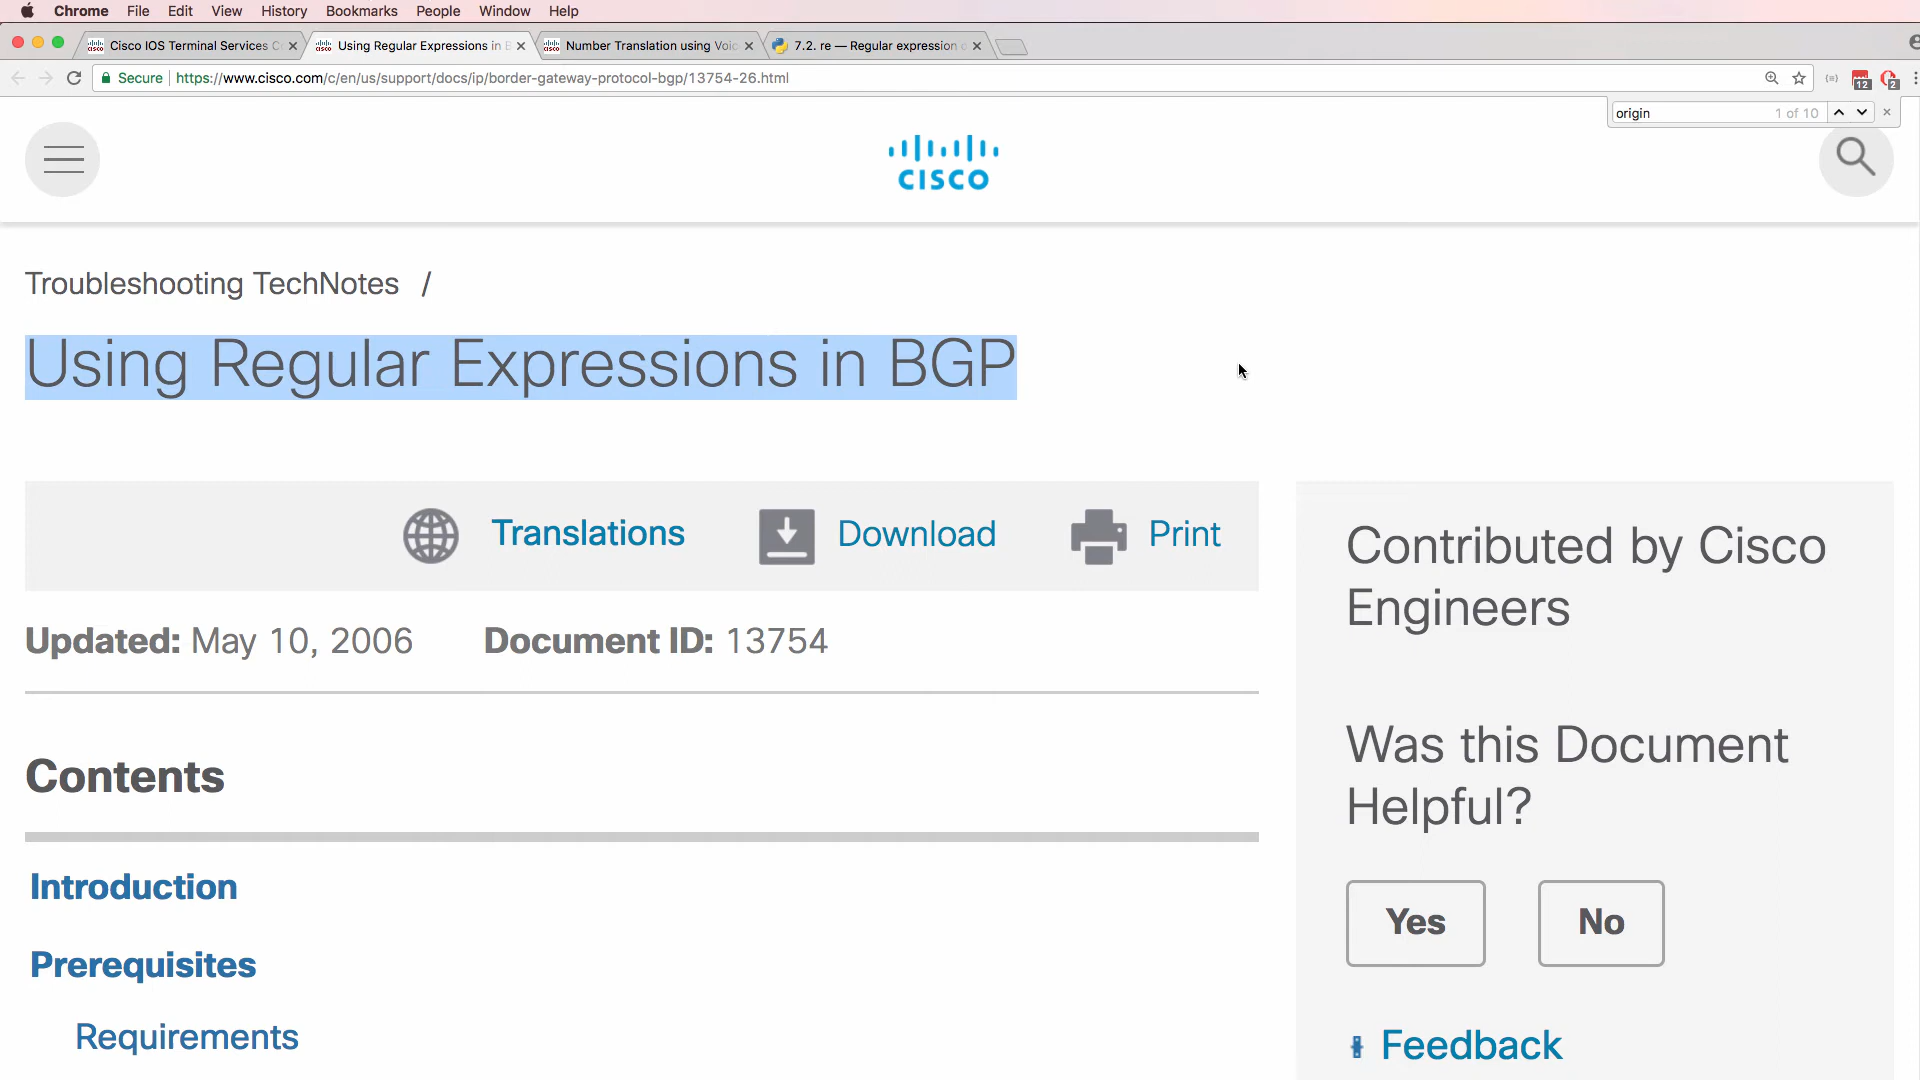 Chrome File Edit View History Bookmarks People Window Help
Cisco IOS Terminal Services C
Using Regular Expressions in B
Number Translation using Voic
7.2. re — Regular expression o
Secure https://www.cisco.com/c/en/us/support/docs/ip/border-gateway-protocol-bgp/13754-26.html
12
2
origin 1 of 10
CISCO
Troubleshooting TechNotes /
Using Regular Expressions in BGP
Translations Download Print
Updated: May 10, 2006 Document ID: 13754
Contents
Introduction
Prerequisites
Requirements
Contributed by Cisco
Engineers
Was this Document
Helpful?
Yes No
Feedback